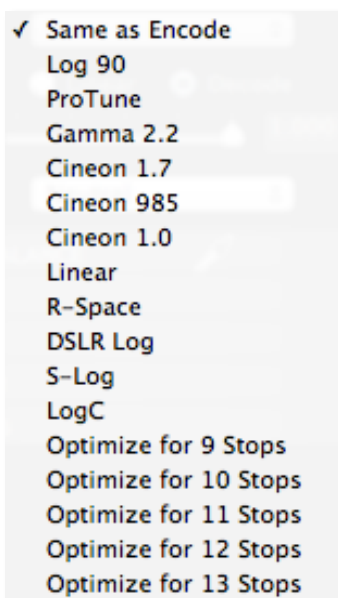 ✓ Same as Encode
Log 90
ProTune
Gamma 2.2
Cineon 1.7
Cineon 985
Cineon 1.0
Linear
R-Space
DSLR Log
S-Log
LogC
Optimize for 9 Stops
Optimize for 10 Stops
Optimize for 11 Stops
Optimize for 12 Stops
Optimize for 13 Stops